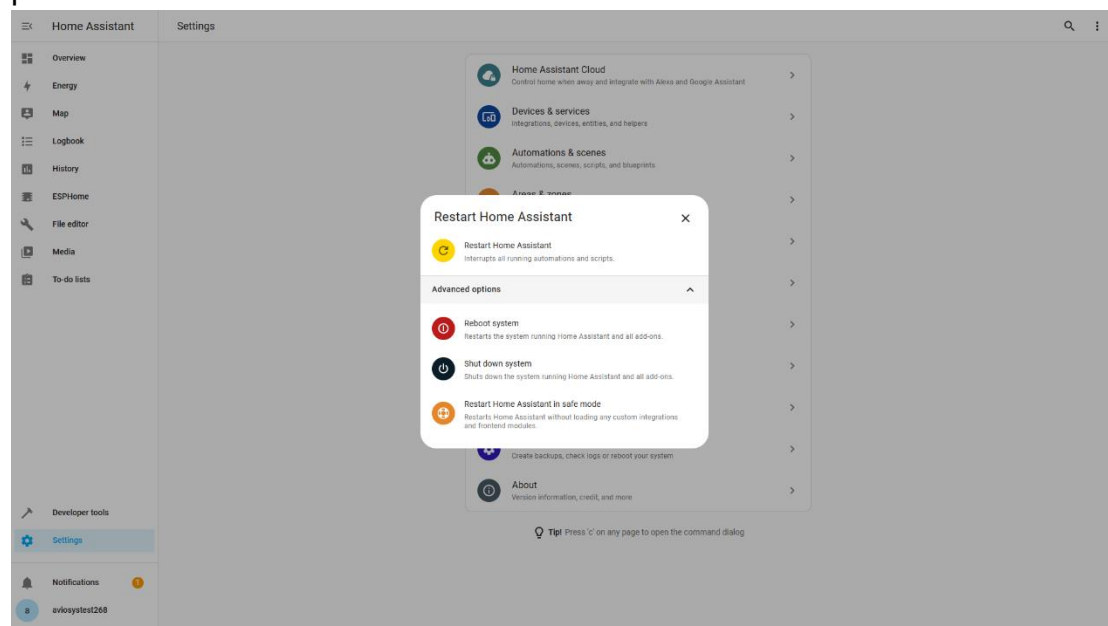 Home Assistant
Settings
Overview
Energy
Map
Logbook
History
ESPHome
File editor
Media
To-do lists
Developer tools
Settings
Notifications
1
a
aviosystest268
Home Assistant Cloud
Control home when away and integrate with Alexa and Google Assistant
Devices & services
Integrations, devices, entities, and helpers
Automations & scenes
Automations, scenes, scripts, and blueprints
Areas & zones
Restart Home Assistant
Restart Home Assistant
Interrupts all running automations and scripts.
Advanced options
Reboot system
Restarts the system running Home Assistant and all add-ons.
Shut down system
Shuts down the system running Home Assistant and all add-ons.
Restart Home Assistant in safe mode
Restarts Home Assistant without loading any custom integrations
and frontend modules.
Create backups, check logs or reboot your system
About
Version information, credit, and more
Tip! Press 'c' on any page to open the command dialog